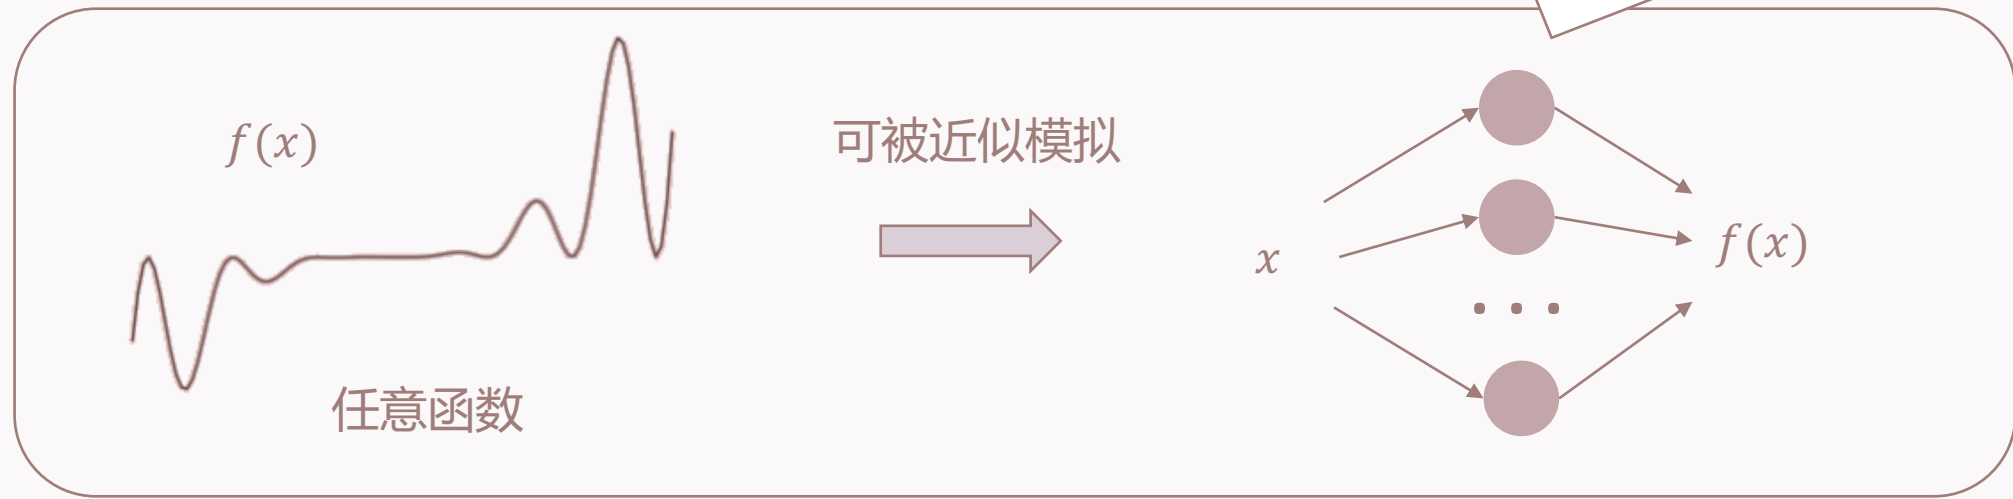 f(x)
任意函数
可被近似模拟
x
...
f(x)